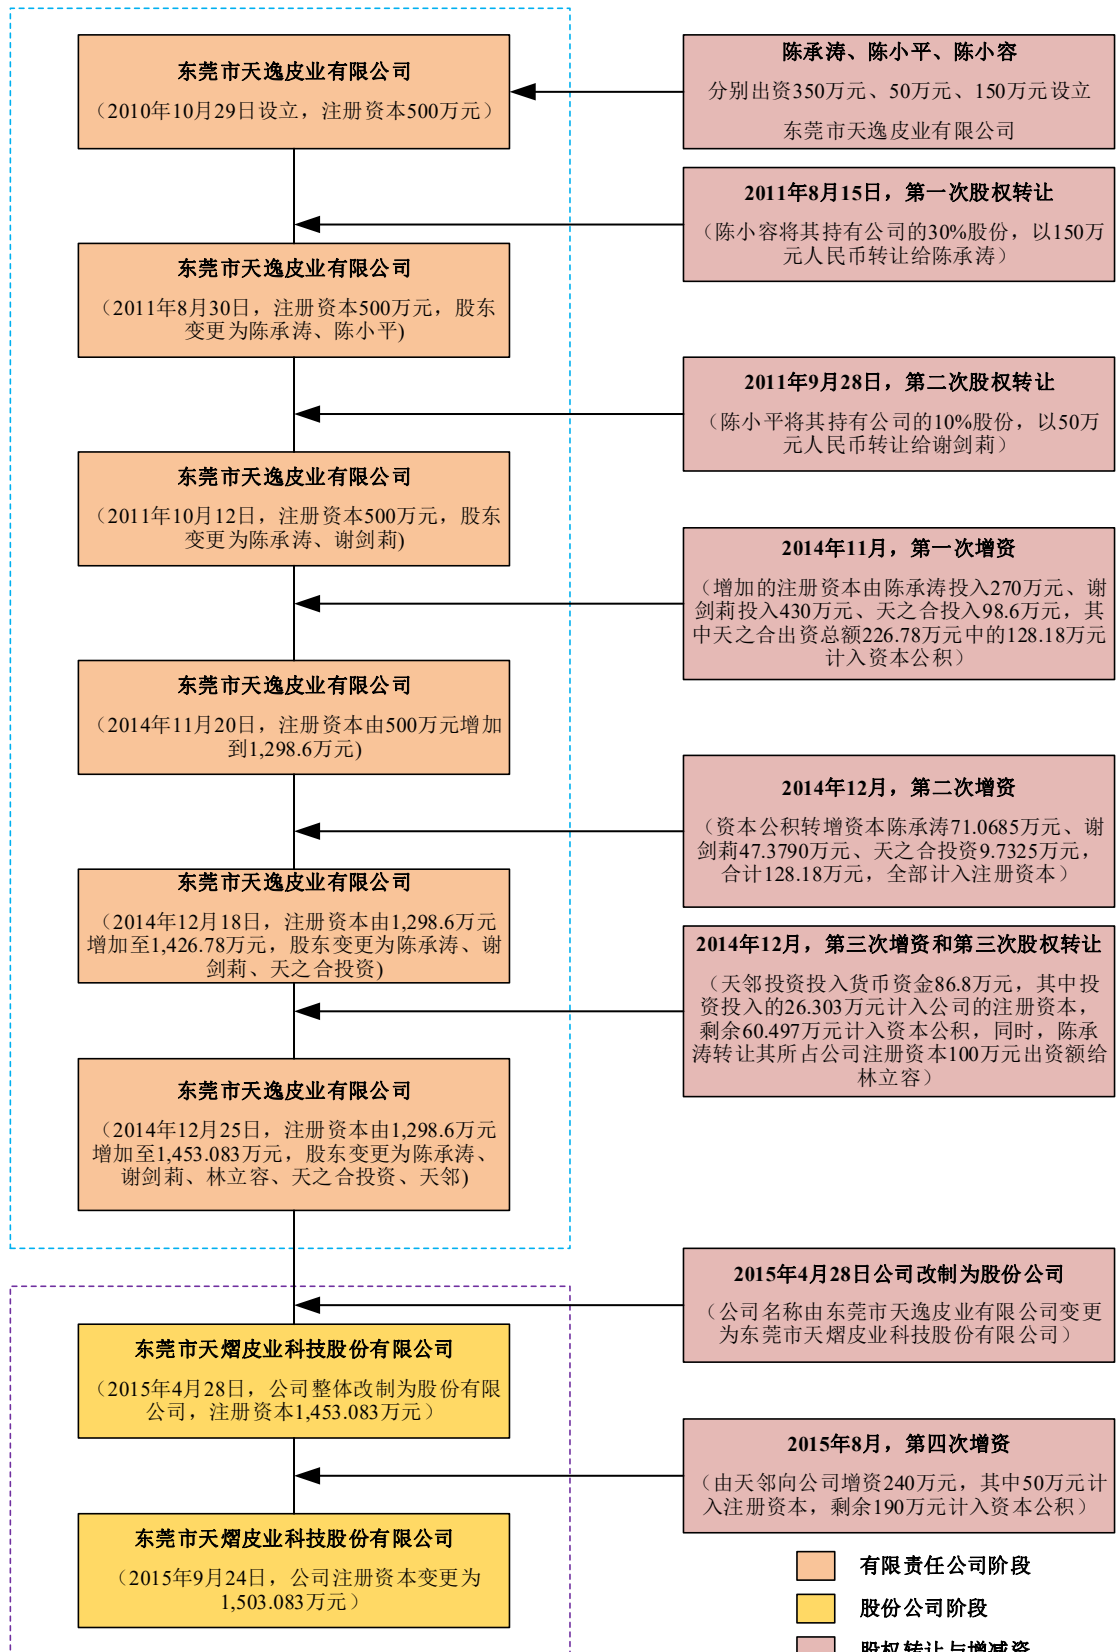 东莞市天逸皮业有限公司
（2010年10月29日设立，注册资本500万元）
陈承涛、陈小平、陈小容
分别出资350万元、50万元、150万元设立
东莞市天逸皮业有限公司
2011年8月15日，第一次股权转让
（陈小容将其持有公司的30%股份，以150万
元人民币转让给陈承涛）
东莞市天逸皮业有限公司
（2011年8月30日，注册资本500万元，股东
变更为陈承涛、陈小平)
2011年9月28日，第二次股权转让
（陈小平将其持有公司的10%股份，以50万
元人民币转让给谢剑莉）
东莞市天逸皮业有限公司
（2011年10月12日，注册资本500万元，股东
变更为陈承涛、谢剑莉)
2014年11月，第一次增资
（增加的注册资本由陈承涛投入270万元、谢
剑莉投入430万元、天之合投入98.6万元，其
中天之合出资总额226.78万元中的128.18万元
计入资本公积）
东莞市天逸皮业有限公司
（2014年11月20日，注册资本由500万元增加
到1,298.6万元)
2014年12月，第二次增资
（资本公积转增资本陈承涛71.0685万元、谢
剑莉47.3790万元、天之合投资9.7325万元，
合计128.18万元，全部计入注册资本）
东莞市天逸皮业有限公司
（2014年12月18日，注册资本由1,298.6万元
增加至1,426.78万元，股东变更为陈承涛、谢
剑莉、天之合投资)
2014年12月，第三次增资和第三次股权转让
（天邻投资投入货币资金86.8万元，其中投
资投入的26.303万元计入公司的注册资本，
剩余60.497万元计入资本公积，同时，陈承
涛转让其所占公司注册资本100万元出资额给
林立容）
东莞市天逸皮业有限公司
（2014年12月25日，注册资本由1,298.6万元
增加至1,453.083万元，股东变更为陈承涛、
谢剑莉、林立容、天之合投资、天邻)
2015年4月28日公司改制为股份公司
（公司名称由东莞市天逸皮业有限公司变更
为东莞市天熠皮业科技股份有限公司）
东莞市天熠皮业科技股份有限公司
（2015年4月28日，公司整体改制为股份有限
公司，注册资本1,453.083万元）
2015年8月，第四次增资
（由天邻向公司增资240万元，其中50万元计
入注册资本，剩余190万元计入资本公积）
东莞市天熠皮业科技股份有限公司
（2015年9月24日，公司注册资本变更为
1,503.083万元）
有限责任公司阶段
股份公司阶段
股权转让与增减资